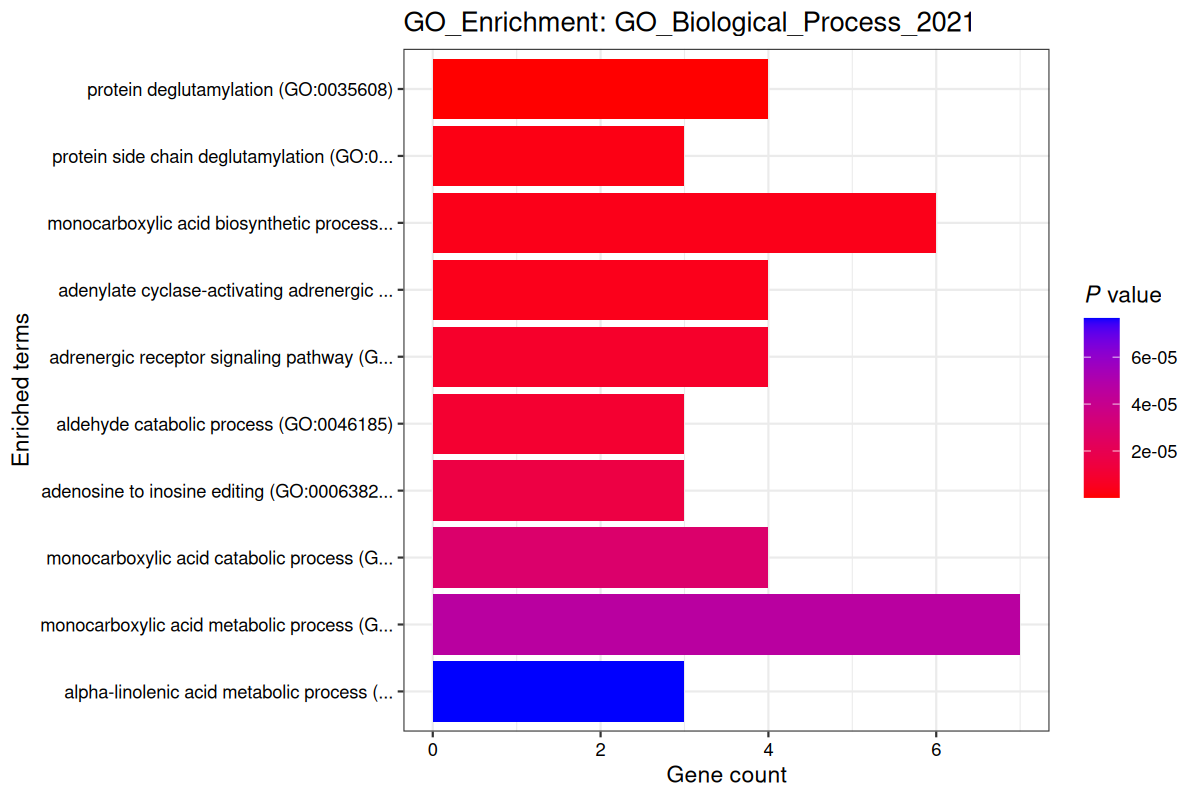 GO_Enrichment: GO_Biological_Process_2021
protein deglutamylation (GO:0035608)
protein side chain deglutamylation (GO:0...
monocarboxylic acid biosynthetic process...
adenylate cyclase-activating adrenergic ...
adrenergic receptor signaling pathway (G...
aldehyde catabolic process (GO:0046185)
adenosine to inosine editing (GO:0006382...
monocarboxylic acid catabolic process (G...
monocarboxylic acid metabolic process (G...
alpha-linolenic acid metabolic process (...
Enriched terms
0 2 4 6
Gene count
P value
6e-05
4e-05
2e-05